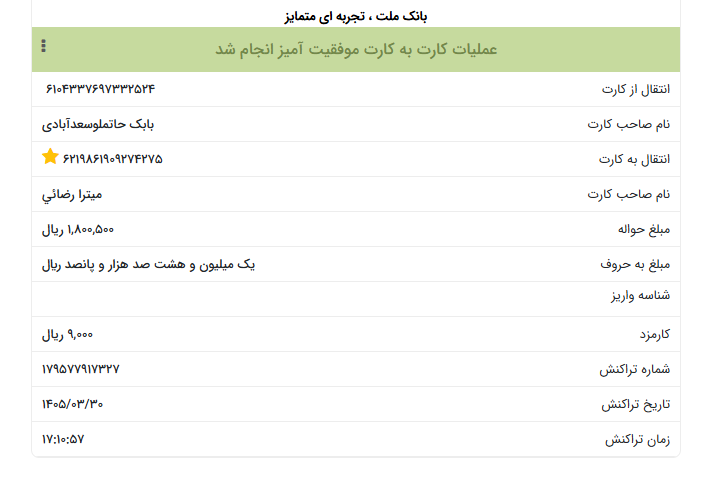 بانک ملت ، تجربه ای متمایز
عملیات کارت به کارت موفقیت آمیز انجام شد
انتقال از کارت ۶۱۰۴۳۳۷۶۹۷۳۳۲۵۲۴
نام صاحب کارت بابک حاتملوسعدآبادی
انتقال به کارت ۶۲۱۹۸۶۱۹۰۹۲۷۴۲۷۵
نام صاحب کارت میترا رضائي
مبلغ حواله ۱,۸۰۰,۵۰۰ ریال
مبلغ به حروف یک میلیون و هشت صد هزار و پانصد ریال
شناسه واریز
کارمزد ۹,۰۰۰ ریال
شماره تراکنش ۱۷۹۵۷۷۹۱۷۳۲۷
تاریخ تراکنش ۱۴۰۵/۰۳/۳۰
زمان تراکنش ۱۷:۱۰:۵۷